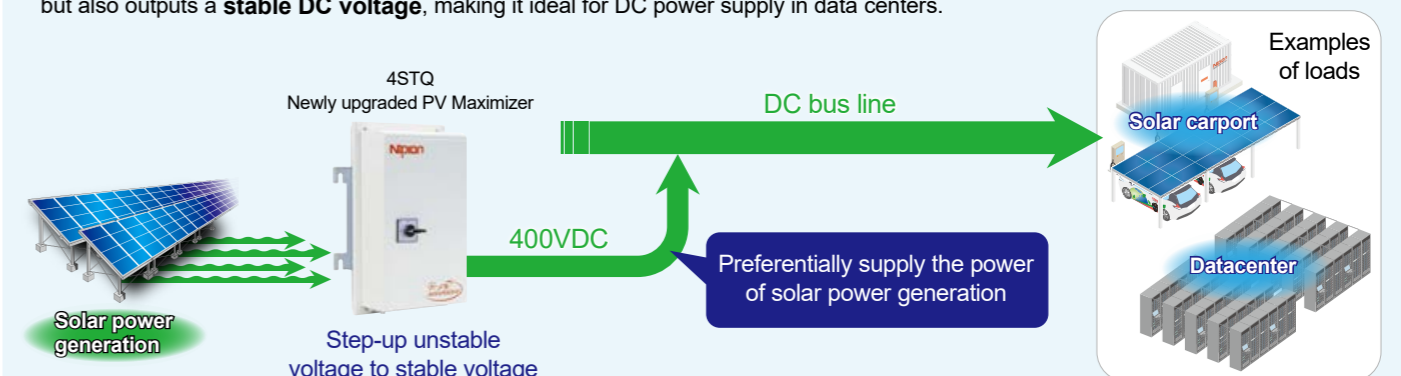 but also outputs a stable DC voltage, making it ideal for DC power supply in data centers.
4STQ
Newly upgraded PV Maximizer
Nipron
Solar power
generation
Step-up unstable
voltage to stable voltage
400VDC
DC bus line
Preferentially supply the power
of solar power generation
Examples
of loads
Solar carport
Datacenter